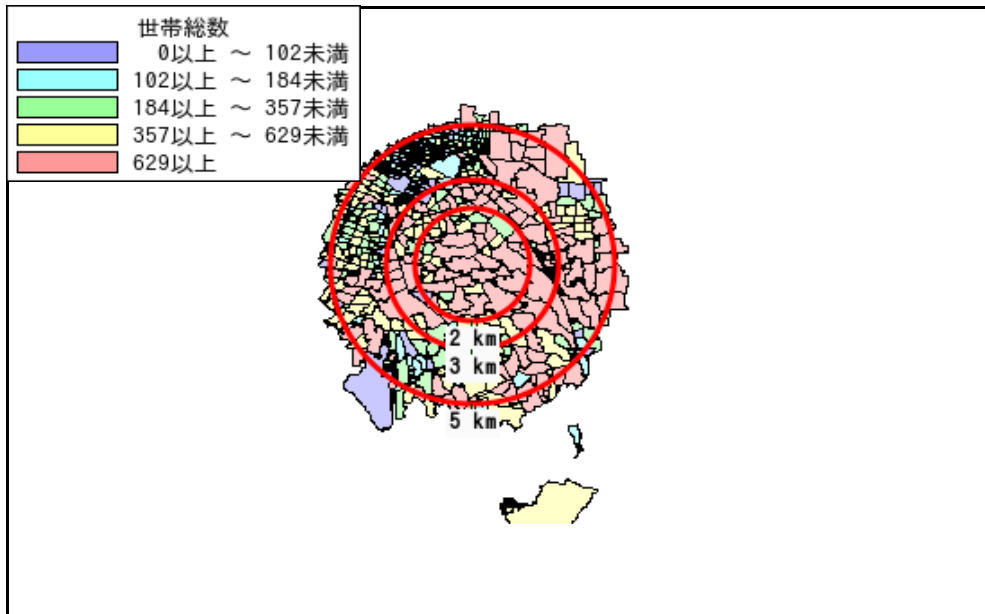 世帯総数
0以上 ～ 102未満
102以上 ～ 184未満
184以上 ～ 357未満
357以上 ～ 629未満
629以上
2 km
3 km
5 km